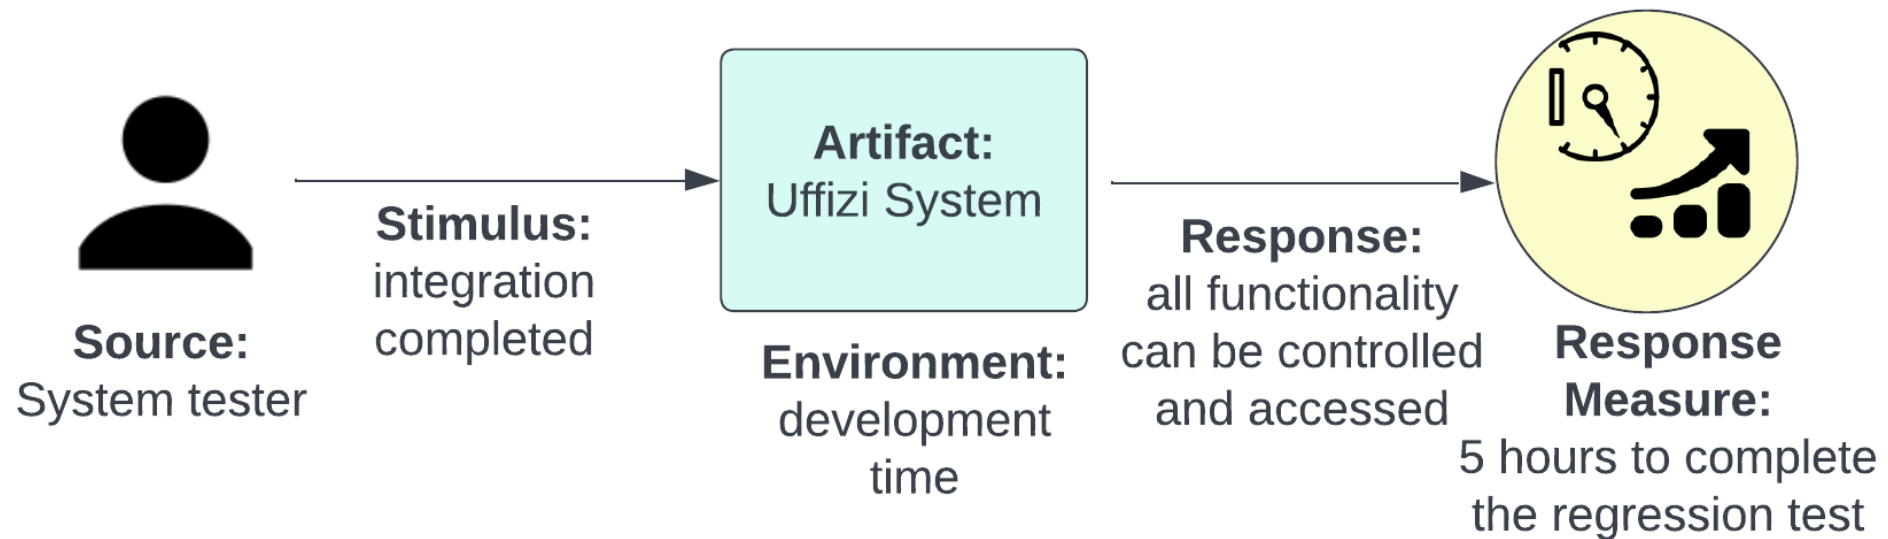 Source:
System tester
Stimulus:
integration
completed
Artifact:
Uffizi System
Environment:
development
time
Response:
all functionality
can be controlled
and accessed
Response
Measure:
5 hours to complete
the regression test